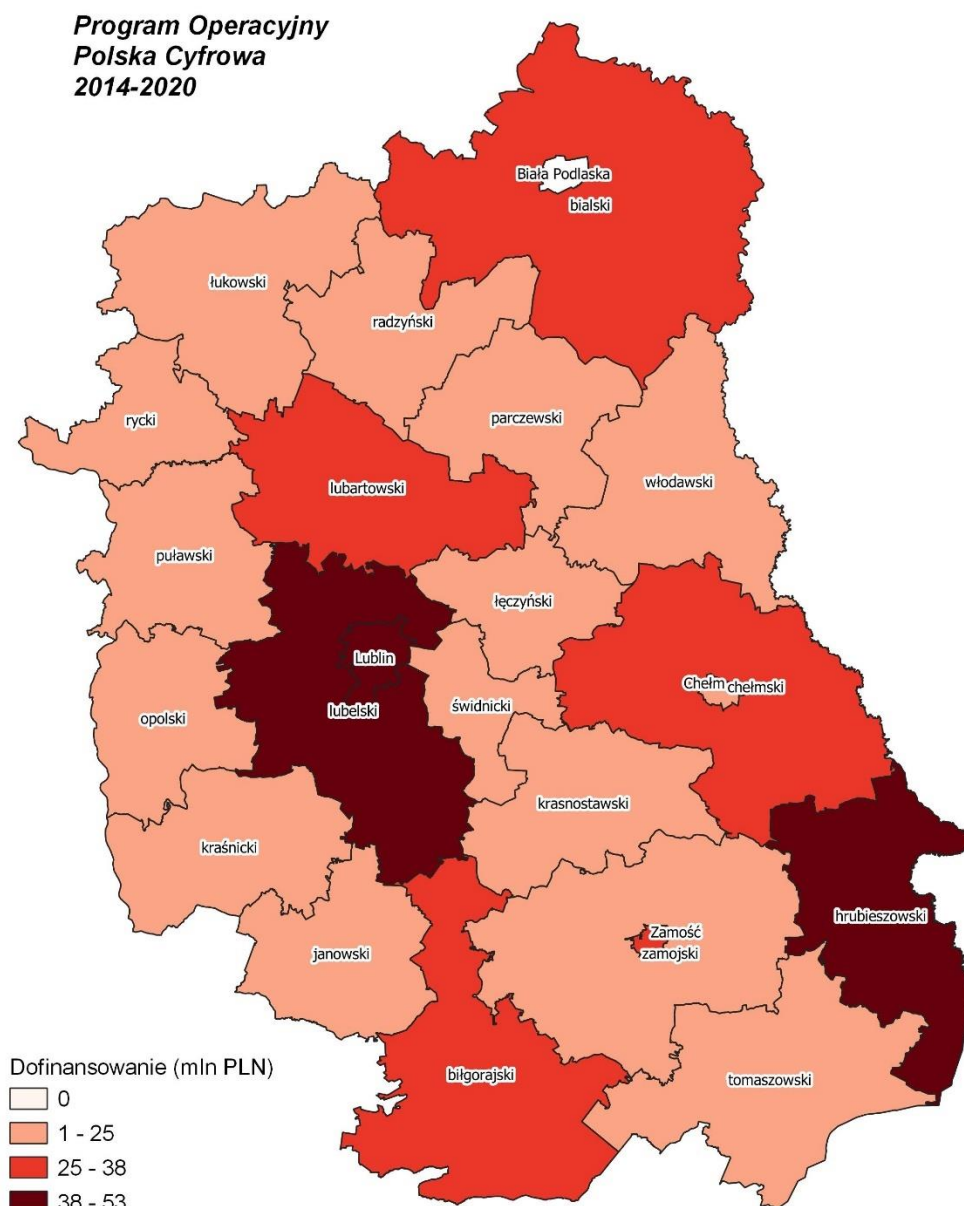 Program Operacyjny
Polska Cyfrowa
2014-2020
Biała Podlaska
bialski
łukowski
radzyński
rycki
parczewski
lubartowski
włodawski
puławski
łęczyński
Lublin
Chełm
chełmski
świdnicki
lubelski
opolski
krasnostawski
kraśnicki
hrubieszowski
Zamość
janowski
zamojski
biłgorajski
tomaszowski
Dofinansowanie (mln PLN)
0
1 - 25
25 - 38
38 - 53